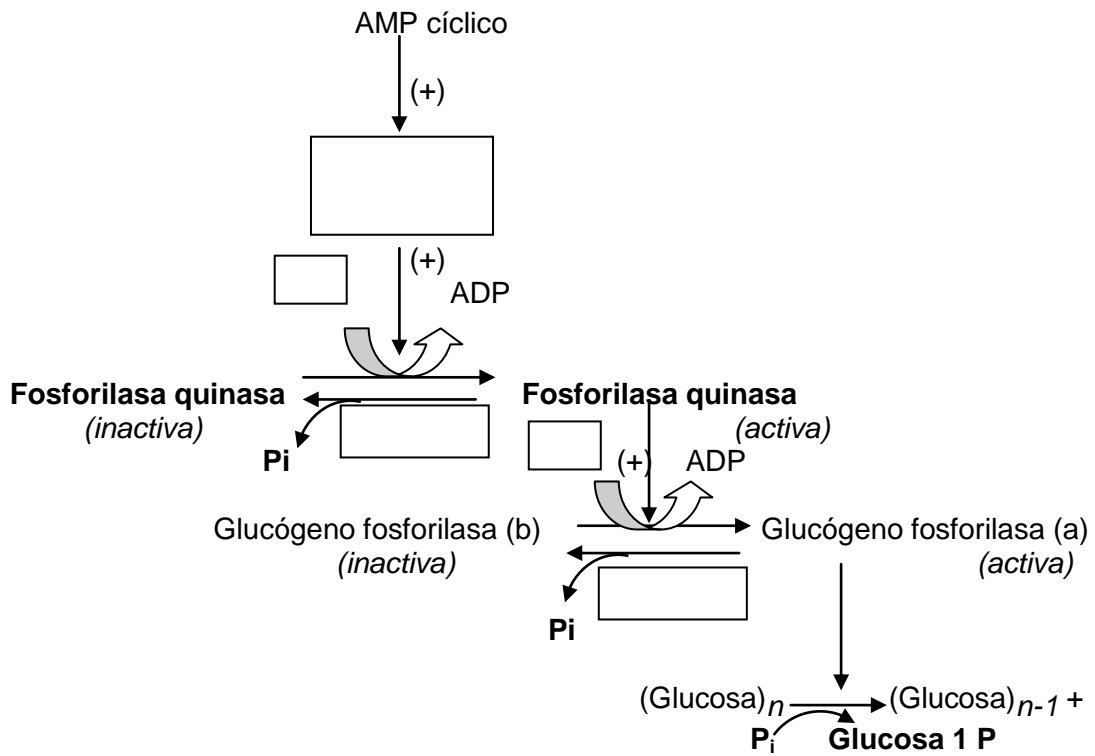 AMP cíclico
(+)
(+)
ADP
Fosforilasa quinasa
(inactiva)
Fosforilasa quinasa
(activa)
Pi
(+)
ADP
Glucógeno fosforilasa (b)
(inactiva)
Glucógeno fosforilasa (a)
(activa)
Pi
(Glucosa)n
(Glucosa)n-1 +
Pi
Glucosa 1 P